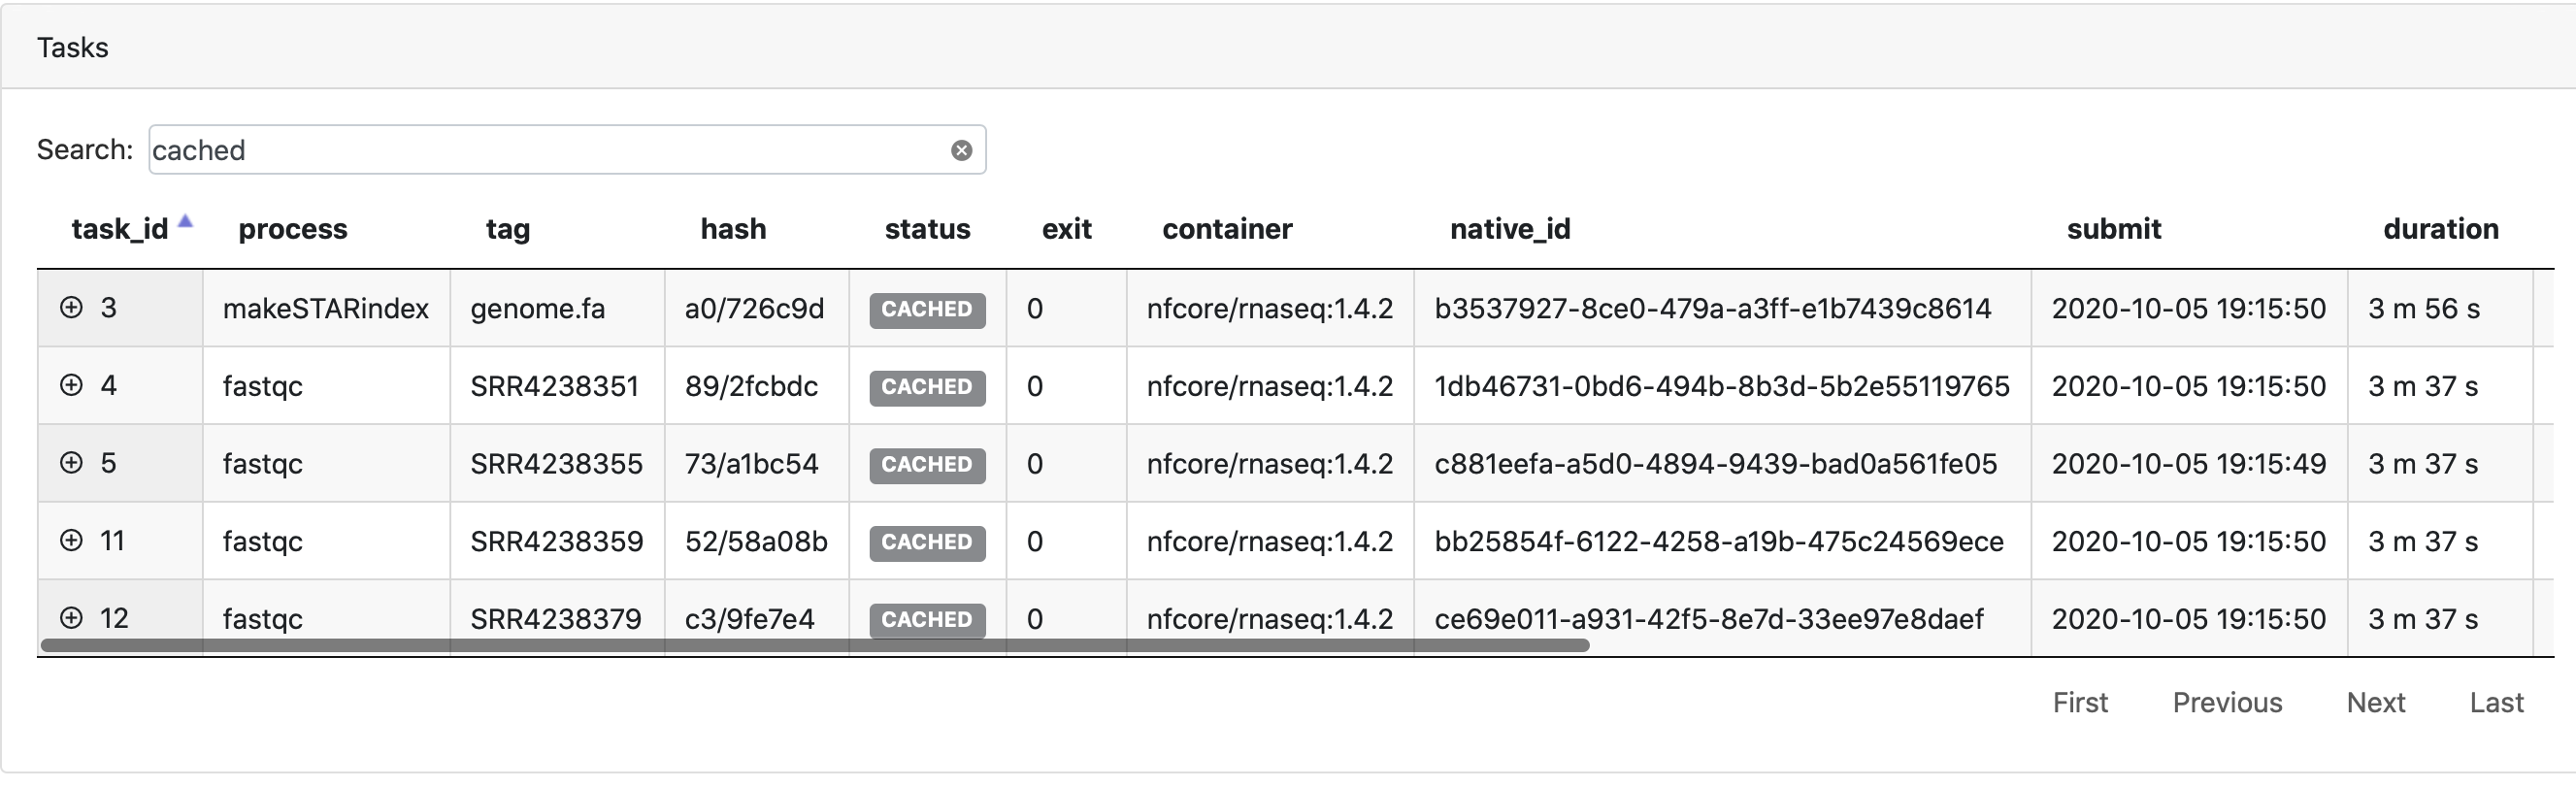 Tasks
Search: cached
task_id process tag hash status exit container native_id submit duration
3 makeSTARindex genome.fa a0/726c9d CACHED 0 nfcore/rnaseq:1.4.2 b3537927-8ce0-479a-a3ff-e1b7439c8614 2020-10-05 19:15:50 3 m 56 s
4 fastqc SRR4238351 89/2fcbdc CACHED 0 nfcore/rnaseq:1.4.2 1db46731-0bd6-494b-8b3d-5b2e55119765 2020-10-05 19:15:50 3 m 37 s
5 fastqc SRR4238355 73/a1bc54 CACHED 0 nfcore/rnaseq:1.4.2 c881eefa-a5d0-4894-9439-bad0a561fe05 2020-10-05 19:15:49 3 m 37 s
11 fastqc SRR4238359 52/58a08b CACHED 0 nfcore/rnaseq:1.4.2 bb25854f-6122-4258-a19b-475c24569ece 2020-10-05 19:15:50 3 m 37 s
12 fastqc SRR4238379 c3/9fe7e4 CACHED 0 nfcore/rnaseq:1.4.2 ce69e011-a931-42f5-8e7d-33ee97e8daef 2020-10-05 19:15:50 3 m 37 s
First Previous Next Last